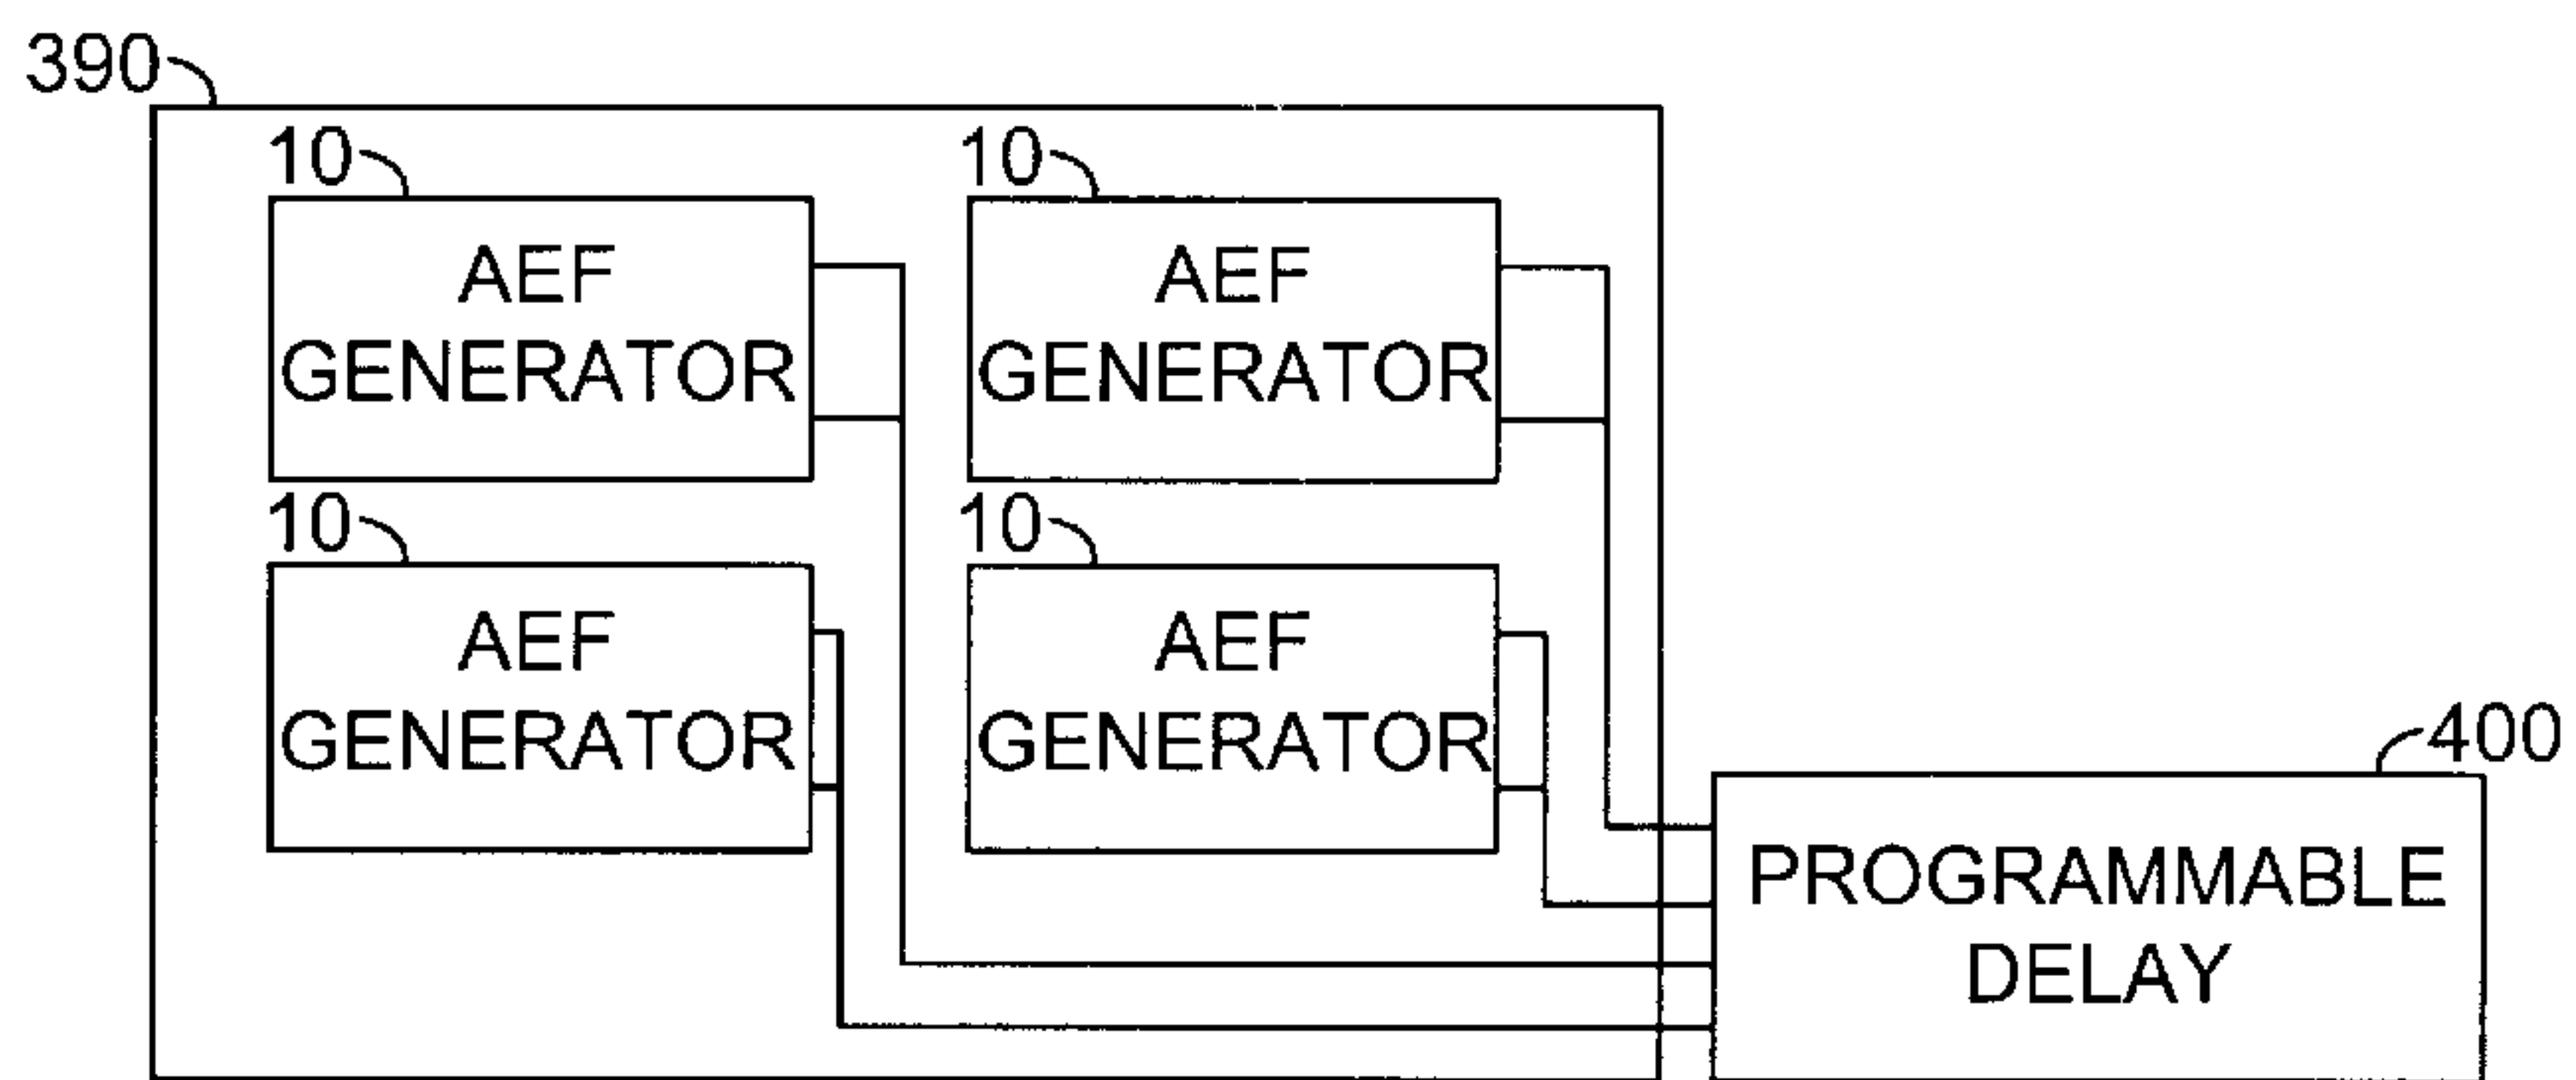 390
10
AEF
GENERATOR
10
AEF
GENERATOR
10
AEF
GENERATOR
10
AEF
GENERATOR
400
PROGRAMMABLE
DELAY